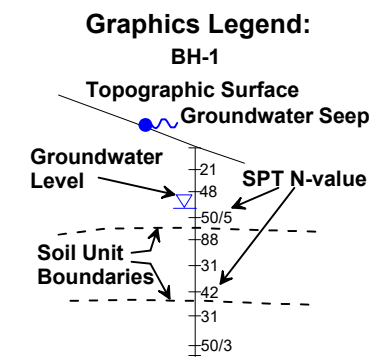 Graphics Legend:
BH-1
Topographic Surface
Groundwater Seep
Groundwater
Level
21
48
SPT N-value
50/5
88
Soil Unit
Boundaries
31
42
31
50/3